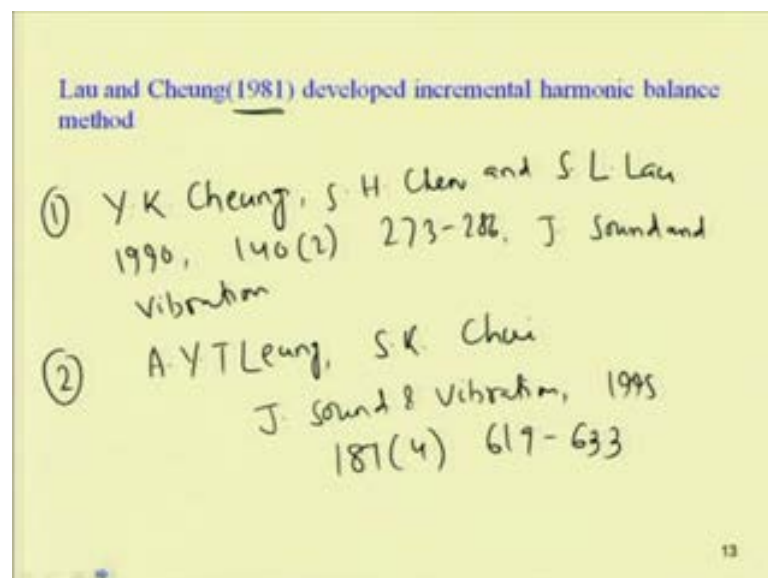 Lau and Cheung(1981) developed incremental harmonic balance
method
① Y. K. Cheung, S. H. Chen and S. L. Lau
1990, 140(2) 273-286, J Sound and
Vibration
② A. Y T Leung, S. K. Chui
J. Sound & Vibration, 1995
187(4) 619-633
13